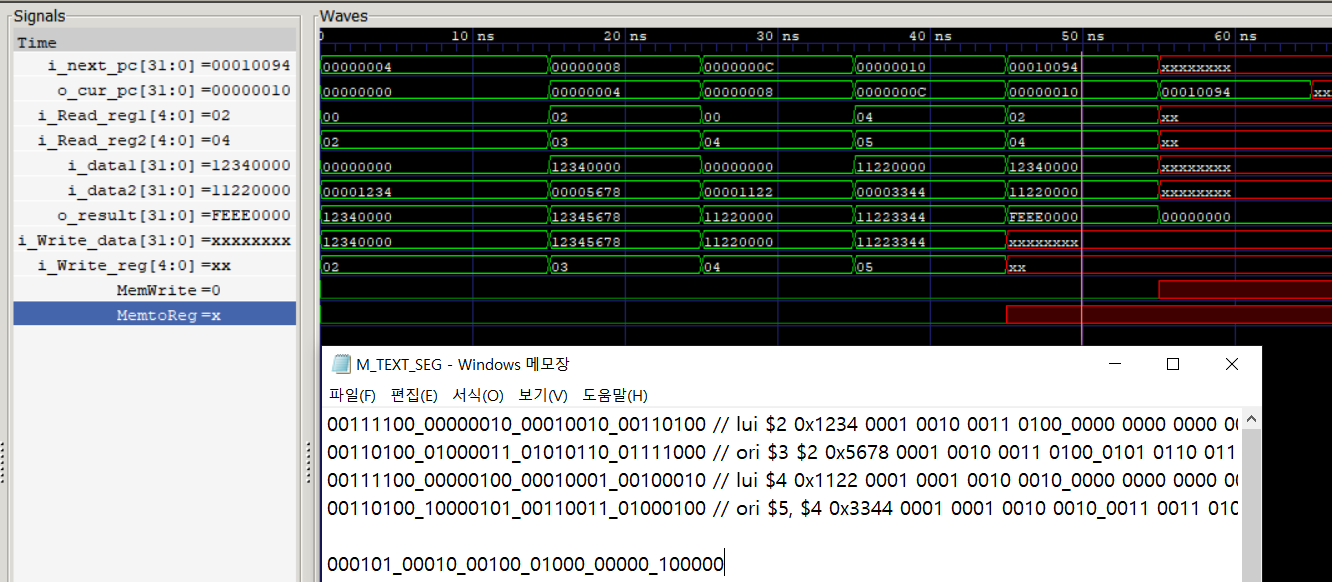 Signals
Waves
Time
0 10 ns 20 ns 30 ns 40 ns 50 ns 60 ns
i_next_pc[31:0] =00010094 00000004 00000008 0000000C 00000010 00010094 xxxxxxxx
o_cur_pc[31:0] =00000010 00000000 00000004 00000008 0000000C 00000010 00010094 xx
i_Read_reg1[4:0] =02 00 02 00 04 02 xx
i_Read_reg2[4:0] =04 02 03 04 05 04 xx
i_data1[31:0] =12340000 00000000 12340000 00000000 11220000 12340000 xxxxxxxx
i_data2[31:0] =11220000 00001234 00005678 00001122 00003344 11220000 xxxxxxxx
o_result[31:0] =FEEE0000 12340000 12345678 11220000 11223344 FEEE0000 00000000
i_Write_data[31:0] =xxxxxxxx 12340000 12345678 11220000 11223344 xxxxxxxx
i_Write_reg[4:0] =xx 02 03 04 05 xx
MemWrite =0
MemtoReg =x
M_TEXT_SEG - Windows 메모장
파일(F) 편집(E) 서식(O) 보기(V) 도움말(H)
00111100_00000010_00010010_00110100 // lui $2 0x1234 0001 0010 0011 0100_0000 0000 0000 00
00110100_01000011_01010110_01111000 // ori $3 $2 0x5678 0001 0010 0011 0100_0101 0110 011
00111100_00000100_00010001_00100010 // lui $4 0x1122 0001 0001 0010 0010_0000 0000 0000 00
00110100_10000101_00110011_01000100 // ori $5, $4 0x3344 0001 0001 0010 0010_0011 0011 010
000101_00010_00100_01000_00000_100000